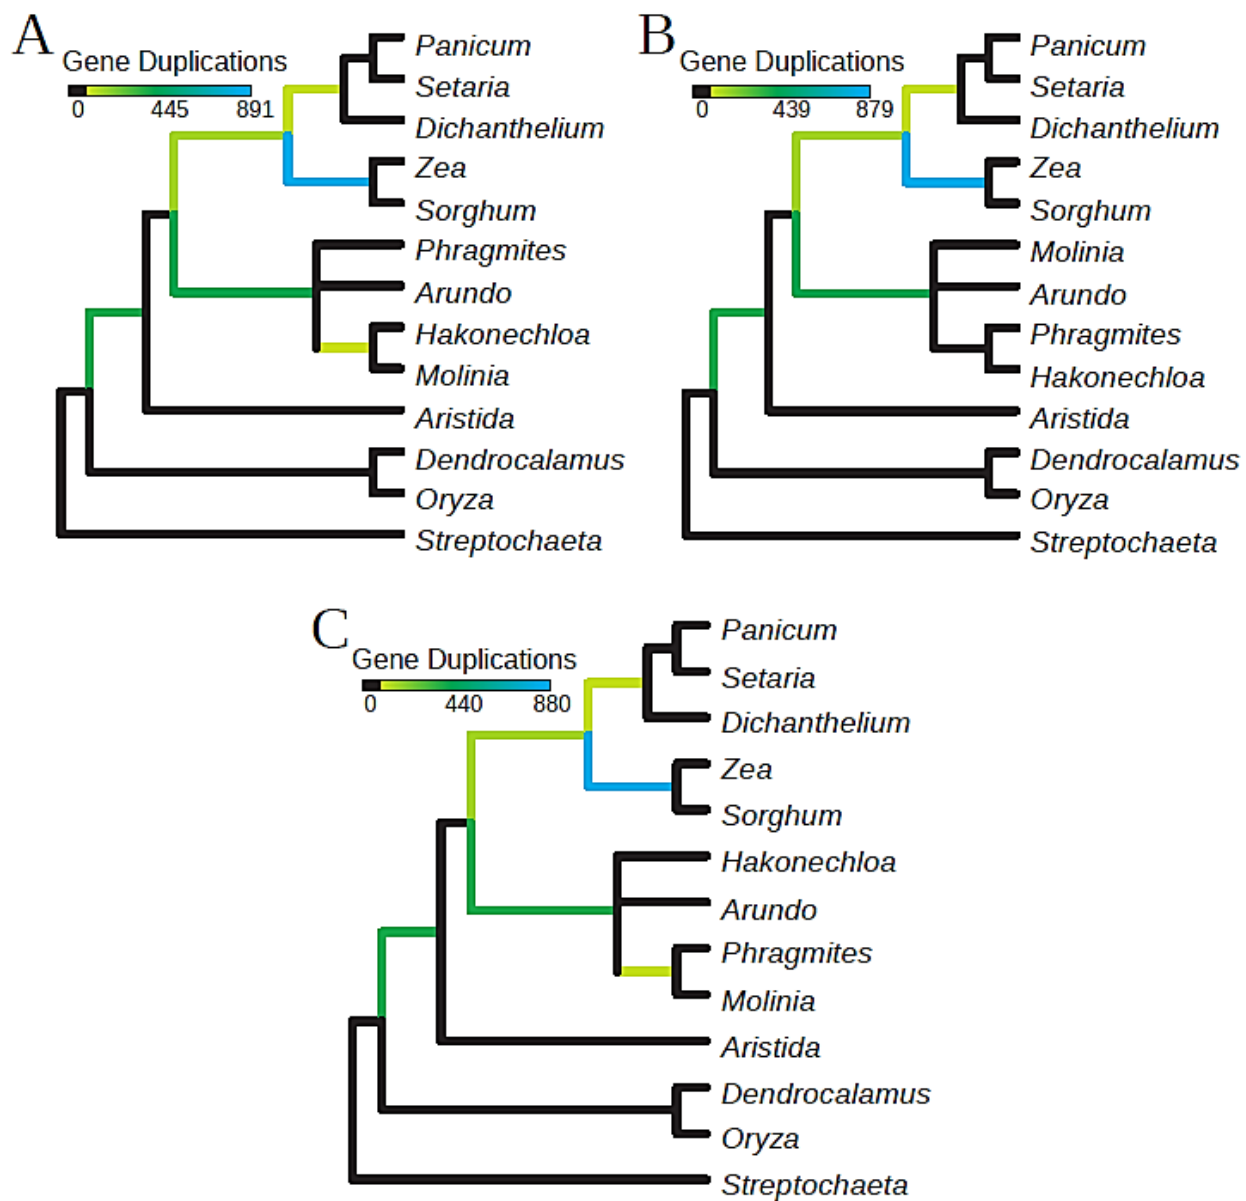 A
Gene Duplications
0 445 891
Panicum
Setaria
Dichanthelium
Zea
Sorghum
Phragmites
Arundo
Hakonechloa
Molinia
Aristida
Dendrocalamus
Oryza
Streptochaeta
B
Gene Duplications
0 439 879
Panicum
Setaria
Dichanthelium
Zea
Sorghum
Molinia
Arundo
Phragmites
Hakonechloa
Aristida
Dendrocalamus
Oryza
Streptochaeta
C
Gene Duplications
0 440 880
Panicum
Setaria
Dichanthelium
Zea
Sorghum
Hakonechloa
Arundo
Phragmites
Molinia
Aristida
Dendrocalamus
Oryza
Streptochaeta